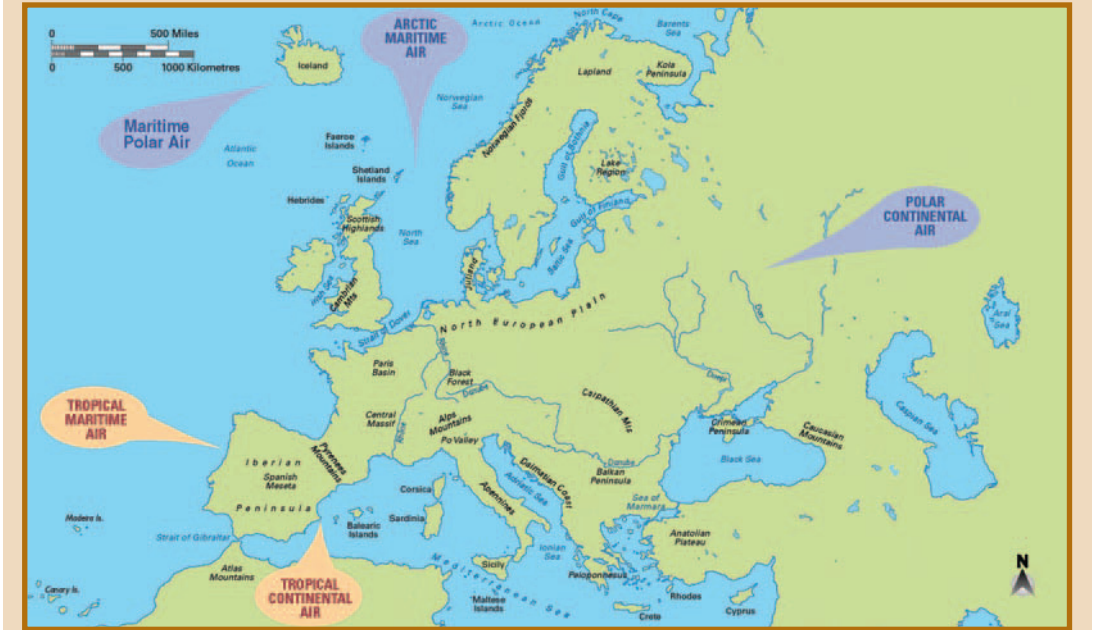 0 500 Miles
0 500 1000 Kilometres
Iceland
ARCTIC
MARITIME
AIR
Arctic Ocean
North Cape
Barents
Sea
Lapland
Kola
Peninsula
Norwegian
Sea
Norwegian Fjords
Maritime
Polar Air
Atlantic
Ocean
Faeroe
Islands
Shetland
Islands
Hebrides
Scottish
Highlands
North
Sea
Gulf of Bothnia
Lake
Region
Gulf of Finland
Baltic Sea
POLAR
CONTINENTAL
AIR
Jutland
Irish Sea
Cambrian
Mts
Strait of Dover
North European Plain
Rhine
Don
Aral
Sea
Paris
Basin
Black
Forest
Danube
Dnepr
Carpathian Mts
TROPICAL
MARITIME
AIR
Central
Massif
Rhône
Alps
Mountains
Po Valley
Crimean
Peninsula
Caucasian
Mountains
Caspian Sea
Iberian
Spanish
Meseta
Peninsula
Pyrenees
Mountains
Corsica
Sardinia
Apennines
Adriatic Sea
Dalmatian Coast
Danube
Balkan
Peninsula
Black Sea
Sea of
Marmara
Madeira Is.
Strait of Gibraltar
Balearic
Islands
Anatolian
Plateau
Ionian
Sea
Sicily
Peloponnesus
Mediterranean Sea
Atlas
Mountains
TROPICAL
CONTINENTAL
AIR
Canary Is.
Maltese
Islands
Crete
Rhodes
Cyprus
N